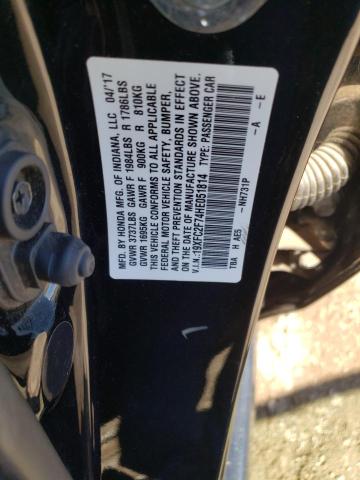 MFD. BY HONDA MFG. OF INDIANA, LLC 04/'17
GVWR 3737LBS GAWR F 1984LBS R 1786LBS
GVWR 1695KG GAWR F 900KG R 810KG
THIS VEHICLE CONFORMS TO ALL APPLICABLE
FEDERAL MOTOR VEHICLE SAFETY, BUMPER,
AND THEFT PREVENTION STANDARDS IN EFFECT
ON THE DATE OF MANUFACTURE SHOWN ABOVE.
V.I.N.:19XFC2F74HE051814 TYPE: PASSENGER CAR
TBA H AES -NH731P -A -E